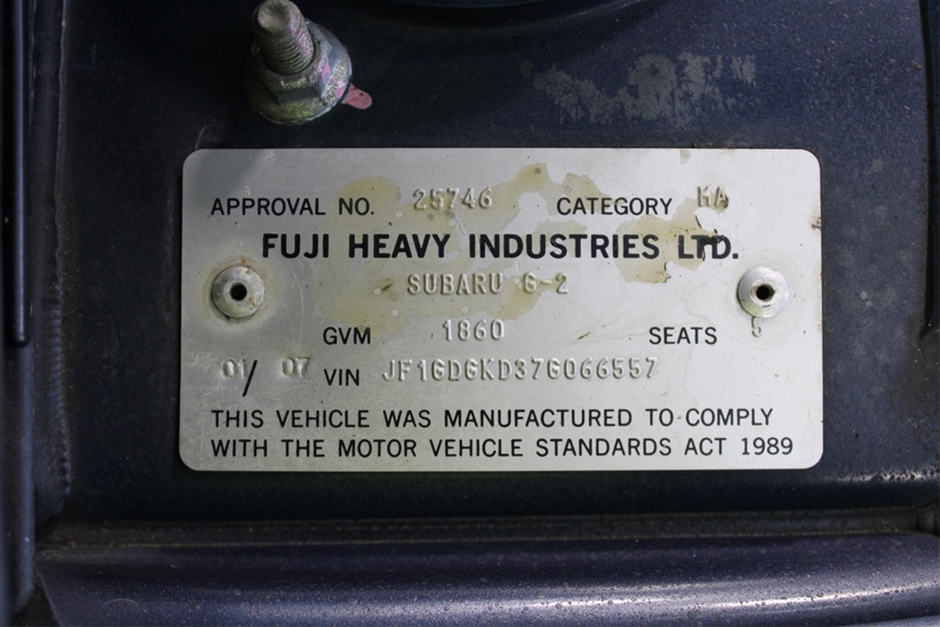 APPROVAL NO. 25746 CATEGORY MA
FUJI HEAVY INDUSTRIES LTD.
SUBARU G-2
GVM 1860 SEATS 5
01/ 07 VIN JF1GDGKD37G066557
THIS VEHICLE WAS MANUFACTURED TO COMPLY
WITH THE MOTOR VEHICLE STANDARDS ACT 1989